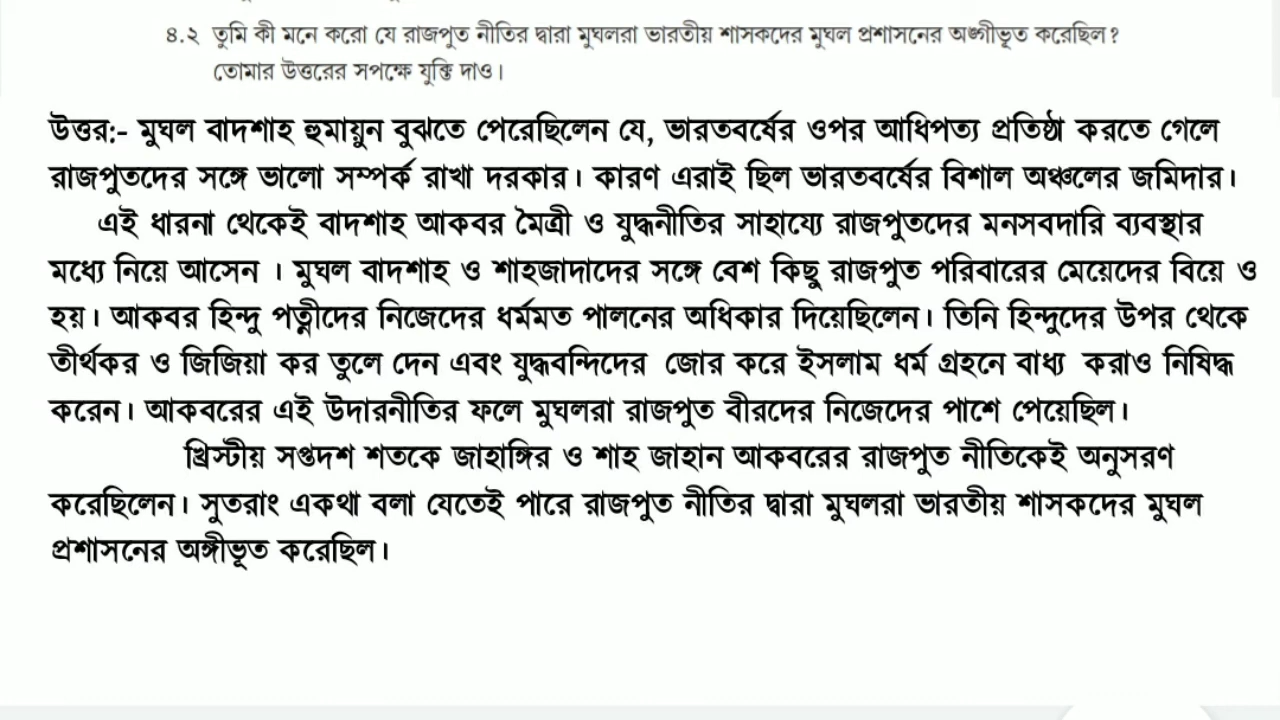 ৪.২ তুমি কী মনে করো যে রাজপুত নীতির দ্বারা মুঘলরা ভারতীয় শাসকদের মুঘল প্রশাসনের অঙ্গীভূত করেছিল?
তোমার উত্তরের সপক্ষে যুক্তি দাও।
উত্তর:- মুঘল বাদশাহ হুমায়ুন বুঝতে পেরেছিলেন যে, ভারতবর্ষের ওপর আধিপত্য প্রতিষ্ঠা করতে গেলে
রাজপুতদের সঙ্গে ভালো সম্পর্ক রাখা দরকার। কারণ এরাই ছিল ভারতবর্ষের বিশাল অঞ্চলের জমিদার।
এই ধারনা থেকেই বাদশাহ আকবর মৈত্রী ও যুদ্ধনীতির সাহায্যে রাজপুতদের মনসবদারি ব্যবস্থার
মধ্যে নিয়ে আসেন । মুঘল বাদশাহ ও শাহজাদাদের সঙ্গে বেশ কিছু রাজপুত পরিবারের মেয়েদের বিয়ে ও
হয়। আকবর হিন্দু পত্নীদের নিজেদের ধর্মমত পালনের অধিকার দিয়েছিলেন। তিনি হিন্দুদের উপর থেকে
তীর্থকর ও জিজিয়া কর তুলে দেন এবং যুদ্ধবন্দিদের জোর করে ইসলাম ধর্ম গ্রহনে বাধ্য করাও নিষিদ্ধ
করেন। আকবরের এই উদারনীতির ফলে মুঘলরা রাজপুত বীরদের নিজেদের পাশে পেয়েছিল।
খ্রিস্টীয় সপ্তদশ শতকে জাহাঙ্গির ও শাহ জাহান আকবরের রাজপুত নীতিকেই অনুসরণ
করেছিলেন। সুতরাং একথা বলা যেতেই পারে রাজপুত নীতির দ্বারা মুঘলরা ভারতীয় শাসকদের মুঘল
প্রশাসনের অঙ্গীভূত করেছিল।